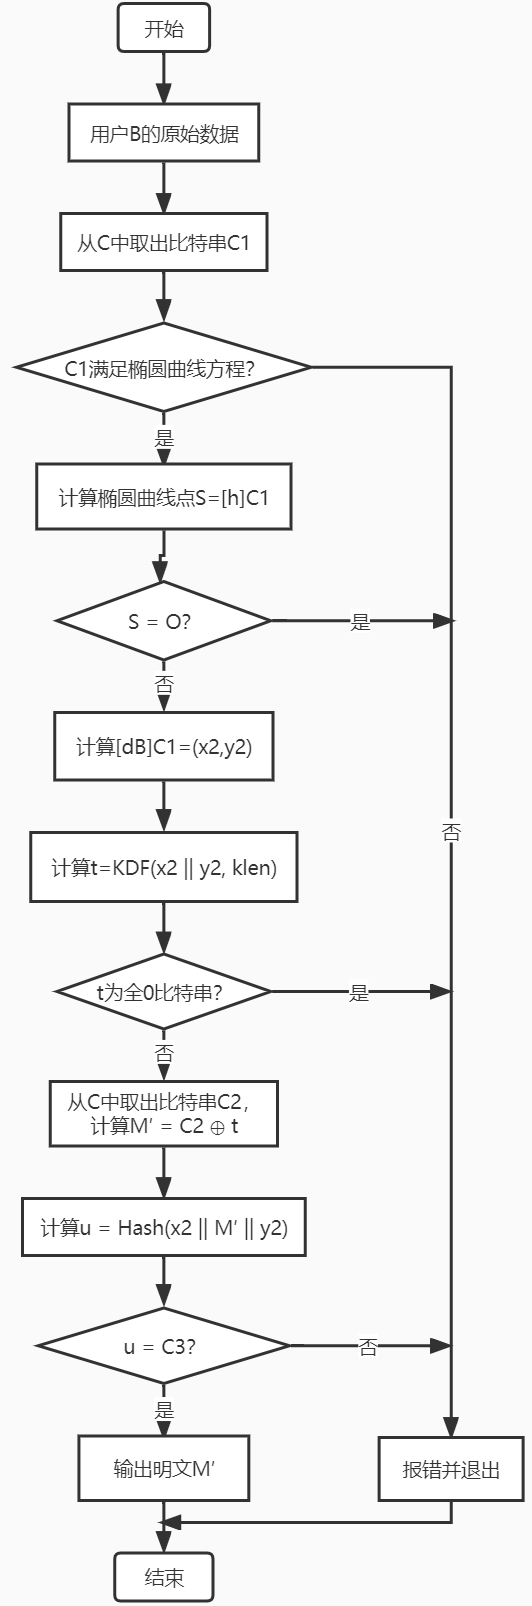 开始
用户B的原始数据
从C中取出比特串C1
C1满足椭圆曲线方程？
是
计算椭圆曲线点S=[h]C1
S = O？
是
否
计算[dB]C1=(x2,y2)
否
计算t=KDF(x2 || y2, klen)
t为全0比特串？
是
否
从C中取出比特串C2，
计算M′ = C2 ⊕ t
计算u = Hash(x2 || M′ || y2)
u = C3？
否
是
输出明文M′
报错并退出
结束